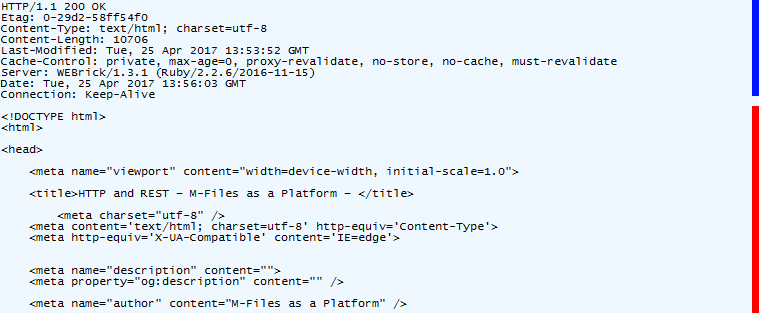 HTTP/1.1 200 OK
Etag: 0-29d2-58ff54f0
Content-Type: text/html; charset=utf-8
Content-Length: 10706
Last-Modified: Tue, 25 Apr 2017 13:53:52 GMT
Cache-Control: private, max-age=0, proxy-revalidate, no-store, no-cache, must-revalidate
Server: WEBrick/1.3.1 (Ruby/2.2.6/2016-11-15)
Date: Tue, 25 Apr 2017 13:56:03 GMT
Connection: Keep-Alive
<!DOCTYPE html>
<html>
<head>
<meta name="viewport" content="width=device-width, initial-scale=1.0">
<title>HTTP and REST – M-Files as a Platform – </title>
<meta charset="utf-8" />
<meta content='text/html; charset=utf-8' http-equiv='Content-Type'>
<meta http-equiv='X-UA-Compatible' content='IE=edge'>
<meta name="description" content="">
<meta property="og:description" content="" />
<meta name="author" content="M-Files as a Platform" />